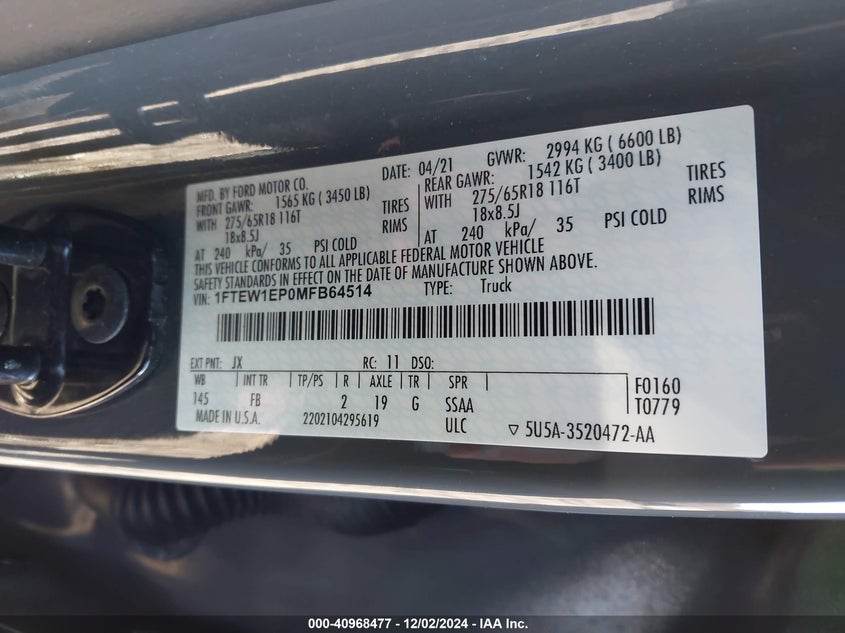 MFD. BY FORD MOTOR CO. DATE: 04/21 GVWR: 2994 KG ( 6600 LB)
FRONT GAWR: 1565 KG ( 3450 LB) REAR GAWR: 1542 KG ( 3400 LB)
WITH 275/65R18 116T TIRES WITH 275/65R18 116T TIRES
18x8.5J RIMS 18x8.5J RIMS
AT 240 kPa/ 35 PSI COLD AT 240 kPa/ 35 PSI COLD
THIS VEHICLE CONFORMS TO ALL APPLICABLE FEDERAL MOTOR VEHICLE
SAFETY STANDARDS IN EFFECT ON THE DATE OF MANUFACTURE SHOWN ABOVE.
VIN: 1FTEW1EP0MFB64514 TYPE: Truck
EXT PNT: JX RC: 11 DSO:
WB INT TR TP/PS R AXLE TR SPR F0160
145 FB 2 19 G SSAA T0779
MADE IN U.S.A. 2202104295619 ULC ▽ 5U5A-3520472-AA
000-40968477 - 12/02/2024 - IAA Inc.